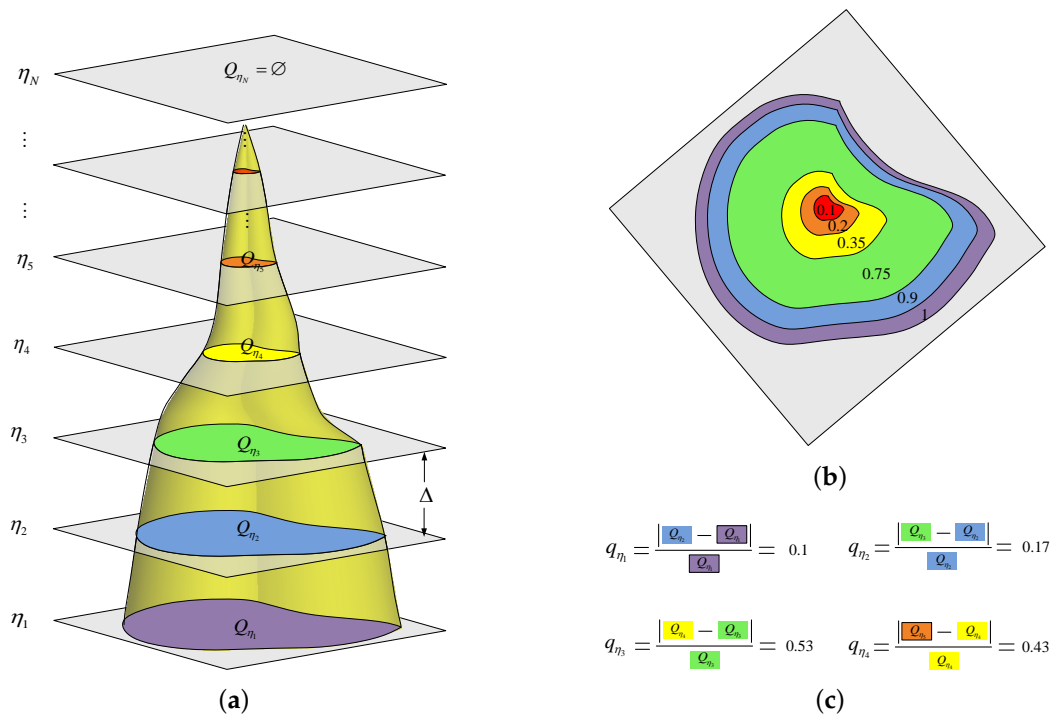 η_N
Q_{η_N} = ∅
⋮
⋮
⋮
⋮
η_5
Q_{η_5}
η_4
Q_{η_4}
η_3
Q_{η_3}
Δ
η_2
Q_{η_2}
η_1
Q_{η_1}
(a)
0.1
0.2
0.35
0.75
0.9
1
(b)
q_{η_1} = |Q_{η_2} − Q_{η_1}| / Q_{η_1} = 0.1
q_{η_2} = |Q_{η_3} − Q_{η_2}| / Q_{η_2} = 0.17
q_{η_3} = |Q_{η_4} − Q_{η_3}| / Q_{η_3} = 0.53
q_{η_4} = |Q_{η_5} − Q_{η_4}| / Q_{η_4} = 0.43
(c)